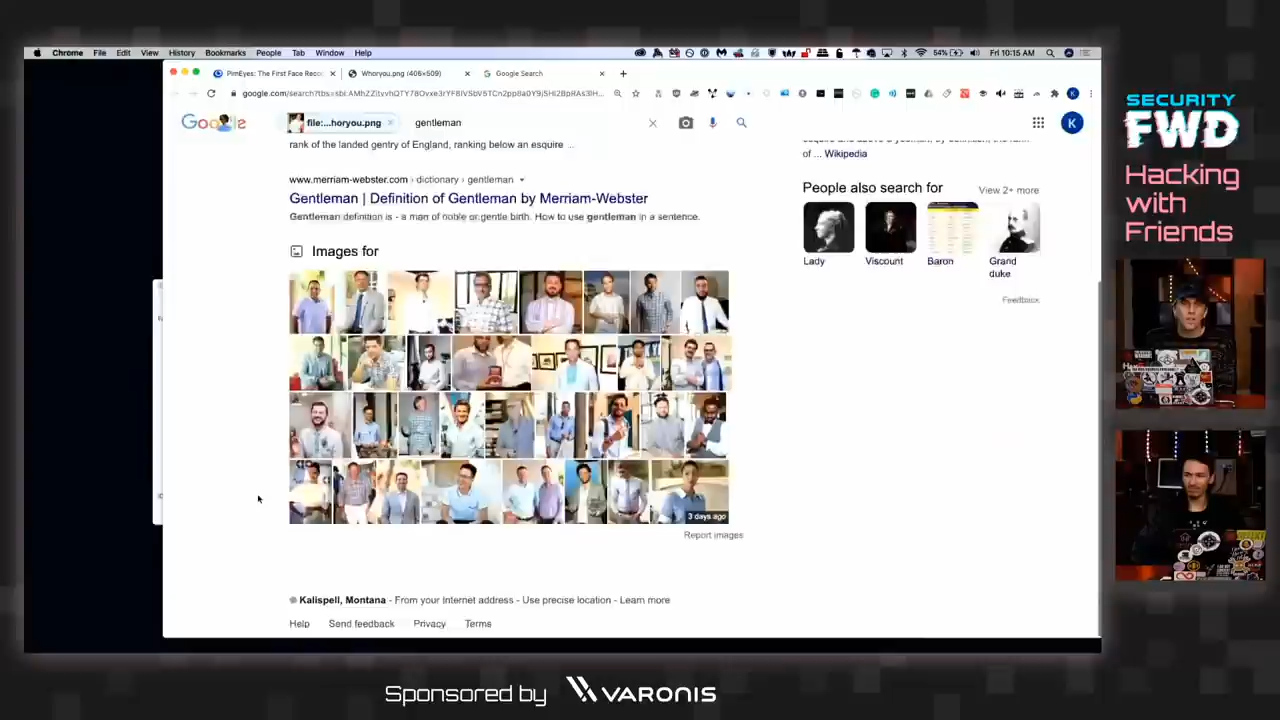 Chrome File Edit View History Bookmarks People Tab Window Help
54%
Fri 10:15 AM
PimEyes: The First Face Reco
Whoryou.png (406×509)
Google Search
Google
file:...horyou.png
gentleman
K
rank of the landed gentry of England, ranking below an esquire ...
www.merriam-webster.com › dictionary › gentleman
Gentleman | Definition of Gentleman by Merriam-Webster
Gentleman definition is - a man of noble or gentle birth. How to use gentleman in a sentence.
Images for
3 days ago
Report images
of ... Wikipedia
People also search for
View 2+ more
Lady
Viscount
Baron
Grand
duke
Feedback
Kalispell, Montana - From your Internet address - Use precise location - Learn more
Help Send feedback Privacy Terms
SECURITY
FWD
Hacking
with
Friends
Sponsored by VARONIS